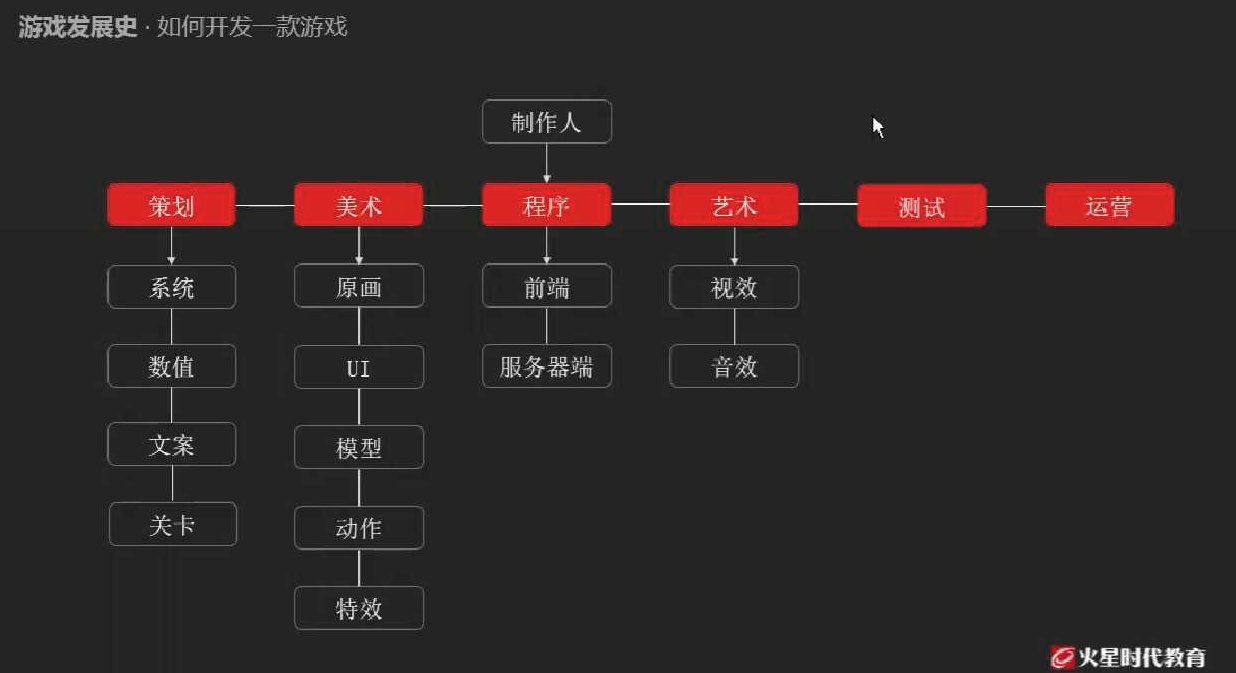 游戏发展史 · 如何开发一款游戏
制作人
策划 美术 程序 艺术 测试 运营
系统 原画 前端 视效
数值 UI 服务器端 音效
文案 模型
关卡 动作
特效
火星时代教育